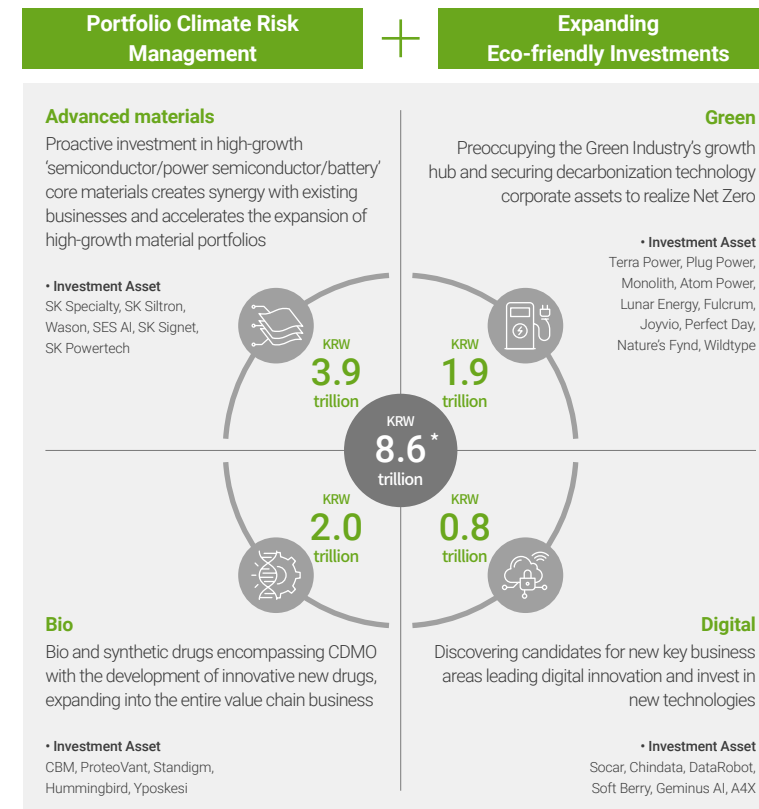 Portfolio Climate Risk
Management
+
Expanding
Eco-friendly Investments
Advanced materials
Proactive investment in high-growth
‘semiconductor/power semiconductor/battery’
core materials creates synergy with existing
businesses and accelerates the expansion of
high-growth material portfolios
• Investment Asset
SK Specialty, SK Siltron,
Wason, SES AI, SK Signet,
SK Powertech
KRW
3.9
trillion
Green
Preoccupying the Green Industry’s growth
hub and securing decarbonization technology
corporate assets to realize Net Zero
• Investment Asset
Terra Power, Plug Power,
Monolith, Atom Power,
Lunar Energy, Fulcrum,
Joyvio, Perfect Day,
Nature’s Fynd, Wildtype
KRW
1.9
trillion
KRW
8.6*
trillion
KRW
2.0
trillion
Bio
Bio and synthetic drugs encompassing CDMO
with the development of innovative new drugs,
expanding into the entire value chain business
• Investment Asset
CBM, ProteoVant, Standigm,
Hummingbird, Yposkesi
KRW
0.8
trillion
Digital
Discovering candidates for new key business
areas leading digital innovation and invest in
new technologies
• Investment Asset
Socar, Chindata, DataRobot,
Soft Berry, Geminus AI, A4X